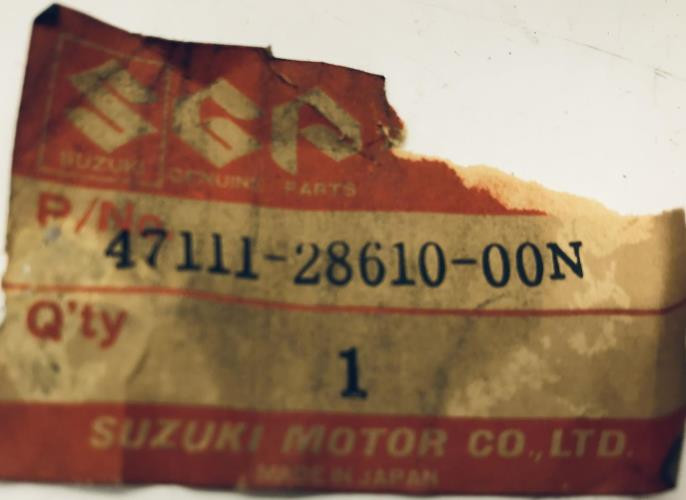 SGP
SUZUKI GENUINE PARTS
P/No. 47111-28610-00N
Q'ty 1
SUZUKI MOTOR CO.,LTD.
MADE IN JAPAN